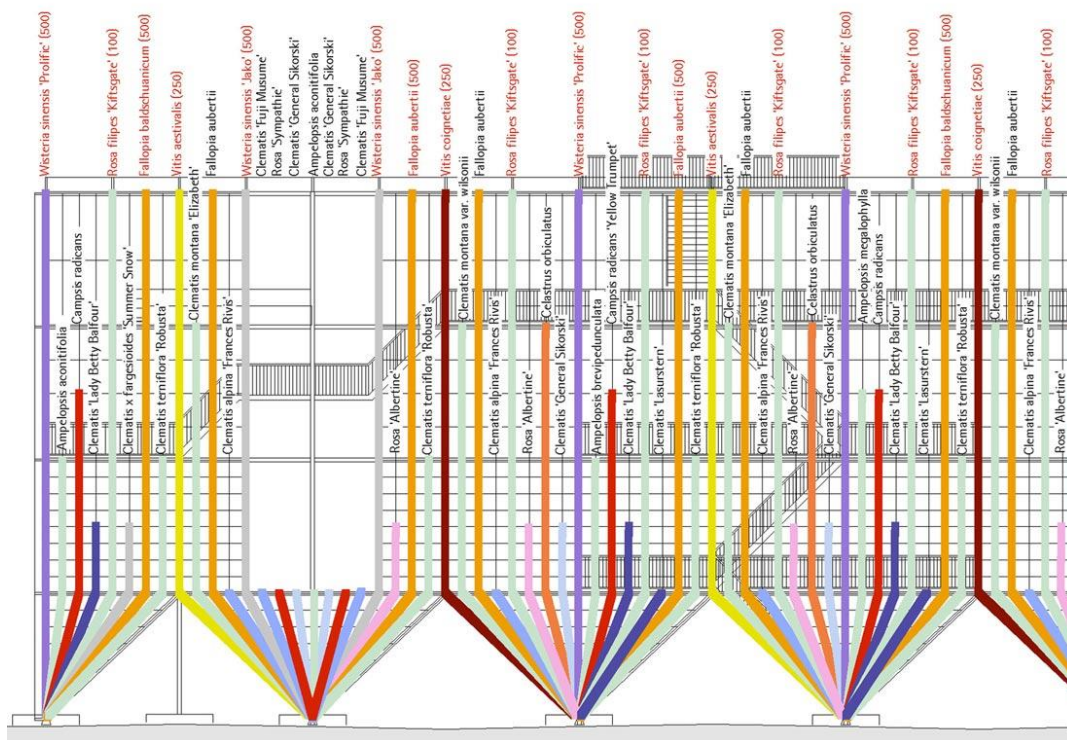 Wisteria sinensis 'Prolific' (500)
Ampelopsis aconitifolia
Campsis radicans
Clematis 'Lady Betty Balfour'
Rosa filipes 'Kiftsgate' (100)
Clematis x fargesioides 'Summer Snow'
Fallopia baldschuanicum (500)
Clematis terniflora 'Robusta'
Vitis aestivalis (250)
Clematis montana 'Elizabeth'
Fallopia aubertii
Clematis alpina 'Frances Rivis'
Wisteria sinensis 'Jako' (500)
Clematis 'Fuji Musume'
Rosa 'Sympathie'
Clematis 'General Sikorski'
Ampelopsis aconitifolia
Clematis 'General Sikorski'
Rosa 'Sympathie'
Clematis 'Fuji Musume'
Wisteria sinensis 'Jako' (500)
Rosa 'Albertine'
Fallopia aubertii (500)
Clematis terniflora 'Robusta'
Vitis coignetiae (250)
Clematis montana var. wilsonii
Fallopia aubertii
Clematis alpina 'Frances Rivis'
Rosa filipes 'Kiftsgate' (100)
Rosa 'Albertine'
Celastrus orbiculatus
Clematis 'General Sikorski'
Wisteria sinensis 'Prolific' (500)
Ampelopsis brevipedunculata
Campsis radicans 'Yellow Trumpet'
Clematis 'Lady Betty Balfour'
Rosa filipes 'Kiftsgate' (100)
Clematis 'Lasurstern'
Fallopia aubertii (500)
Clematis terniflora 'Robusta'
Vitis aestivalis (250)
Clematis montana 'Elizabeth'
Fallopia aubertii
Clematis alpina 'Frances Rivis'
Rosa filipes 'Kiftsgate' (100)
Rosa 'Albertine'
Celastrus orbiculatus
Clematis 'General Sikorski'
Wisteria sinensis 'Prolific' (500)
Ampelopsis megalophylla
Campsis radicans
Clematis 'Lady Betty Balfour'
Rosa filipes 'Kiftsgate' (100)
Clematis 'Lasurstern'
Fallopia baldschuanicum (500)
Clematis terniflora 'Robusta'
Vitis coignetiae (250)
Clematis montana var. wilsonii
Fallopia aubertii
Clematis alpina 'Frances Rivis'
Rosa filipes 'Kiftsgate' (100)
Rosa 'Albertine'